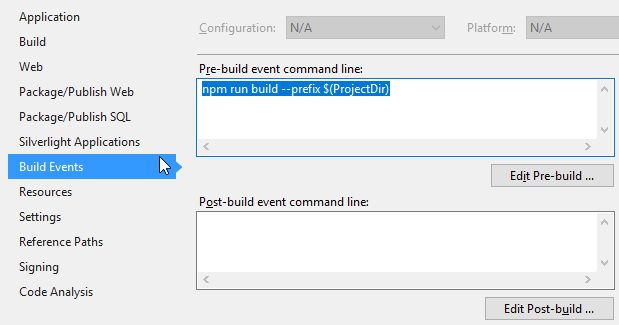 Application
Build
Web
Package/Publish Web
Package/Publish SQL
Silverlight Applications
Build Events
Resources
Settings
Reference Paths
Signing
Code Analysis
Configuration: N/A Platform: N/A
Pre-build event command line:
npm run build --prefix $(ProjectDir)
Edit Pre-build ...
Post-build event command line:
Edit Post-build ...